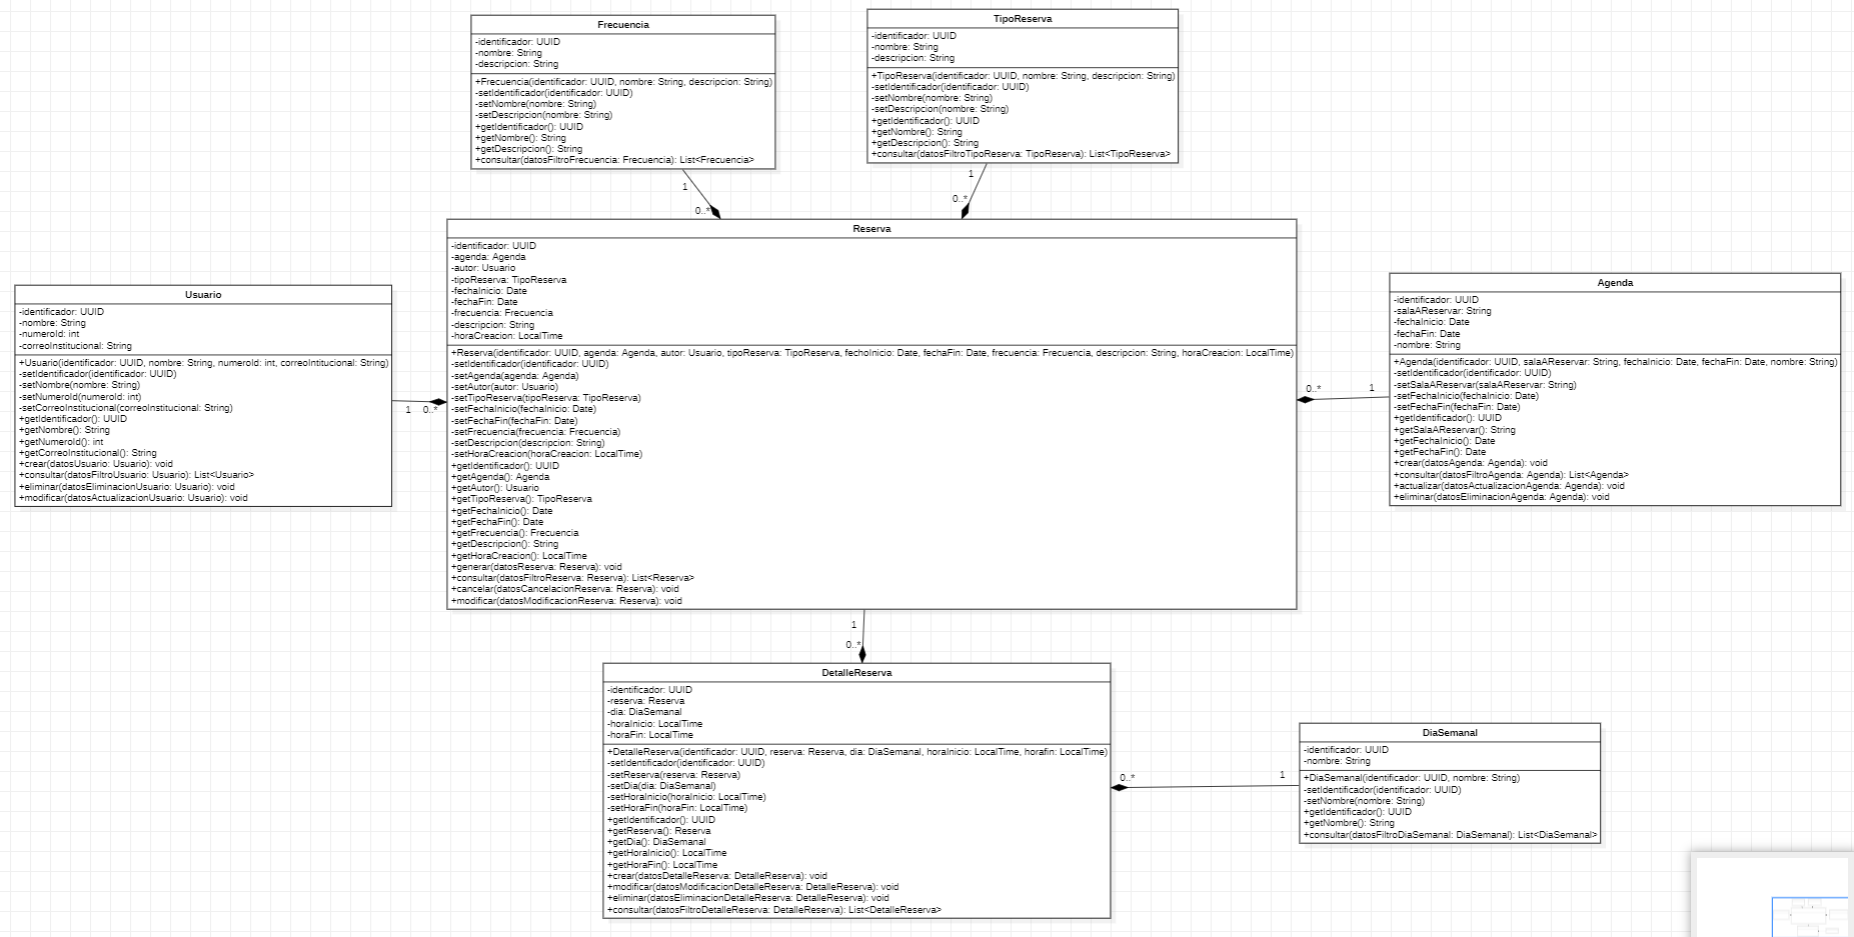 Frecuencia
-identificador: UUID
-nombre: String
-descripcion: String
+Frecuencia(identificador: UUID, nombre: String, descripcion: String)
-setIdentificador(identificador: UUID)
-setNombre(nombre: String)
-setDescripcion(nombre: String)
+getIdentificador(): UUID
+getNombre(): String
+getDescripcion(): String
+consultar(datosFiltroFrecuencia: Frecuencia): List<Frecuencia>
TipoReserva
-identificador: UUID
-nombre: String
-descripcion: String
+TipoReserva(identificador: UUID, nombre: String, descripcion: String)
-setIdentificador(identificador: UUID)
-setNombre(nombre: String)
-setDescripcion(nombre: String)
+getIdentificador(): UUID
+getNombre(): String
+getDescripcion(): String
+consultar(datosFiltroTipoReserva: TipoReserva): List<TipoReserva>
1
0..*
1
0..*
Reserva
-identificador: UUID
-agenda: Agenda
-autor: Usuario
-tipoReserva: TipoReserva
-fechaInicio: Date
-fechaFin: Date
-frecuencia: Frecuencia
-descripcion: String
-horaCreacion: LocalTime
+Reserva(identificador: UUID, agenda: Agenda, autor: Usuario, tipoReserva: TipoReserva, fechoInicio: Date, fechaFin: Date, frecuencia: Frecuencia, descripcion: String, horaCreacion: LocalTime)
-setIdentificador(identificador: UUID)
-setAgenda(agenda: Agenda)
-setAutor(autor: Usuario)
-setTipoReserva(tipoReserva: TipoReserva)
-setFechaInicio(fechaInicio: Date)
-setFechaFin(fechaFin: Date)
-setFrecuencia(frecuencia: Frecuencia)
-setDescripcion(descripcion: String)
-setHoraCreacion(horaCreacion: LocalTime)
+getIdentificador(): UUID
+getAgenda(): Agenda
+getAutor(): Usuario
+getTipoReserva(): TipoReserva
+getFechaInicio(): Date
+getFechaFin(): Date
+getFrecuencia(): Frecuencia
+getDescripcion(): String
+getHoraCreacion(): LocalTime
+generar(datosReserva: Reserva): void
+consultar(datosFiltroReserva: Reserva): List<Reserva>
+cancelar(datosCancelacionReserva: Reserva): void
+modificar(datosModificacionReserva: Reserva): void
Usuario
-identificador: UUID
-nombre: String
-numeroId: int
-correoInstitucional: String
+Usuario(identificador: UUID, nombre: String, numeroId: int, correoIntitucional: String)
-setIdentificador(identificador: UUID)
-setNombre(nombre: String)
-setNumeroId(numeroId: int)
-setCorreoInstitucional(correoInstitucional: String)
+getIdentificador(): UUID
+getNombre(): String
+getNumeroId(): int
+getCorreoInstitucional(): String
+crear(datosUsuario: Usuario): void
+consultar(datosFiltroUsuario: Usuario): List<Usuario>
+eliminar(datosEliminacionUsuario: Usuario): void
+modificar(datosActualizacionUsuario: Usuario): void
1
0..*
0..*
1
Agenda
-identificador: UUID
-salaAReservar: String
-fechaInicio: Date
-fechaFin: Date
-nombre: String
+Agenda(identificador: UUID, salaAReservar: String, fechaInicio: Date, fechaFin: Date, nombre: String)
-setIdentificador(identificador: UUID)
-setSalaAReservar(salaAReservar: String)
-setFechaInicio(fechaInicio: Date)
-setFechaFin(fechaFin: Date)
+getIdentificador(): UUID
+getSalaAReservar(): String
+getFechaInicio(): Date
+getFechaFin(): Date
+crear(datosAgenda: Agenda): void
+consultar(datosFiltroAgenda: Agenda): List<Agenda>
+actualizar(datosActualizacionAgenda: Agenda): void
+eliminar(datosEliminacionAgenda: Agenda): void
1
0..*
DetalleReserva
-identificador: UUID
-reserva: Reserva
-dia: DiaSemanal
-horaInicio: LocalTime
-horaFin: LocalTime
+DetalleReserva(identificador: UUID, reserva: Reserva, dia: DiaSemanal, horaInicio: LocalTime, horafin: LocalTime)
-setIdentificador(identificador: UUID)
-setReserva(reserva: Reserva)
-setDia(dia: DiaSemanal)
-setHoraInicio(horaInicio: LocalTime)
-setHoraFin(horaFin: LocalTime)
+getIdentificador(): UUID
+getReserva(): Reserva
+getDia(): DiaSemanal
+getHoraInicio(): LocalTime
+getHoraFin(): LocalTime
+crear(datosDetalleReserva: DetalleReserva): void
+modificar(datosModificacionDetalleReserva: DetalleReserva): void
+eliminar(datosEliminacionDetalleReserva: DetalleReserva): void
+consultar(datosFiltroDetalleReserva: DetalleReserva): List<DetalleReserva>
0..*
1
DiaSemanal
-identificador: UUID
-nombre: String
+DiaSemanal(identificador: UUID, nombre: String)
-setIdentificador(identificador: UUID)
-setNombre(nombre: String)
+getIdentificador(): UUID
+getNombre(): String
+consultar(datosFiltroDiaSemanal: DiaSemanal): List<DiaSemanal>